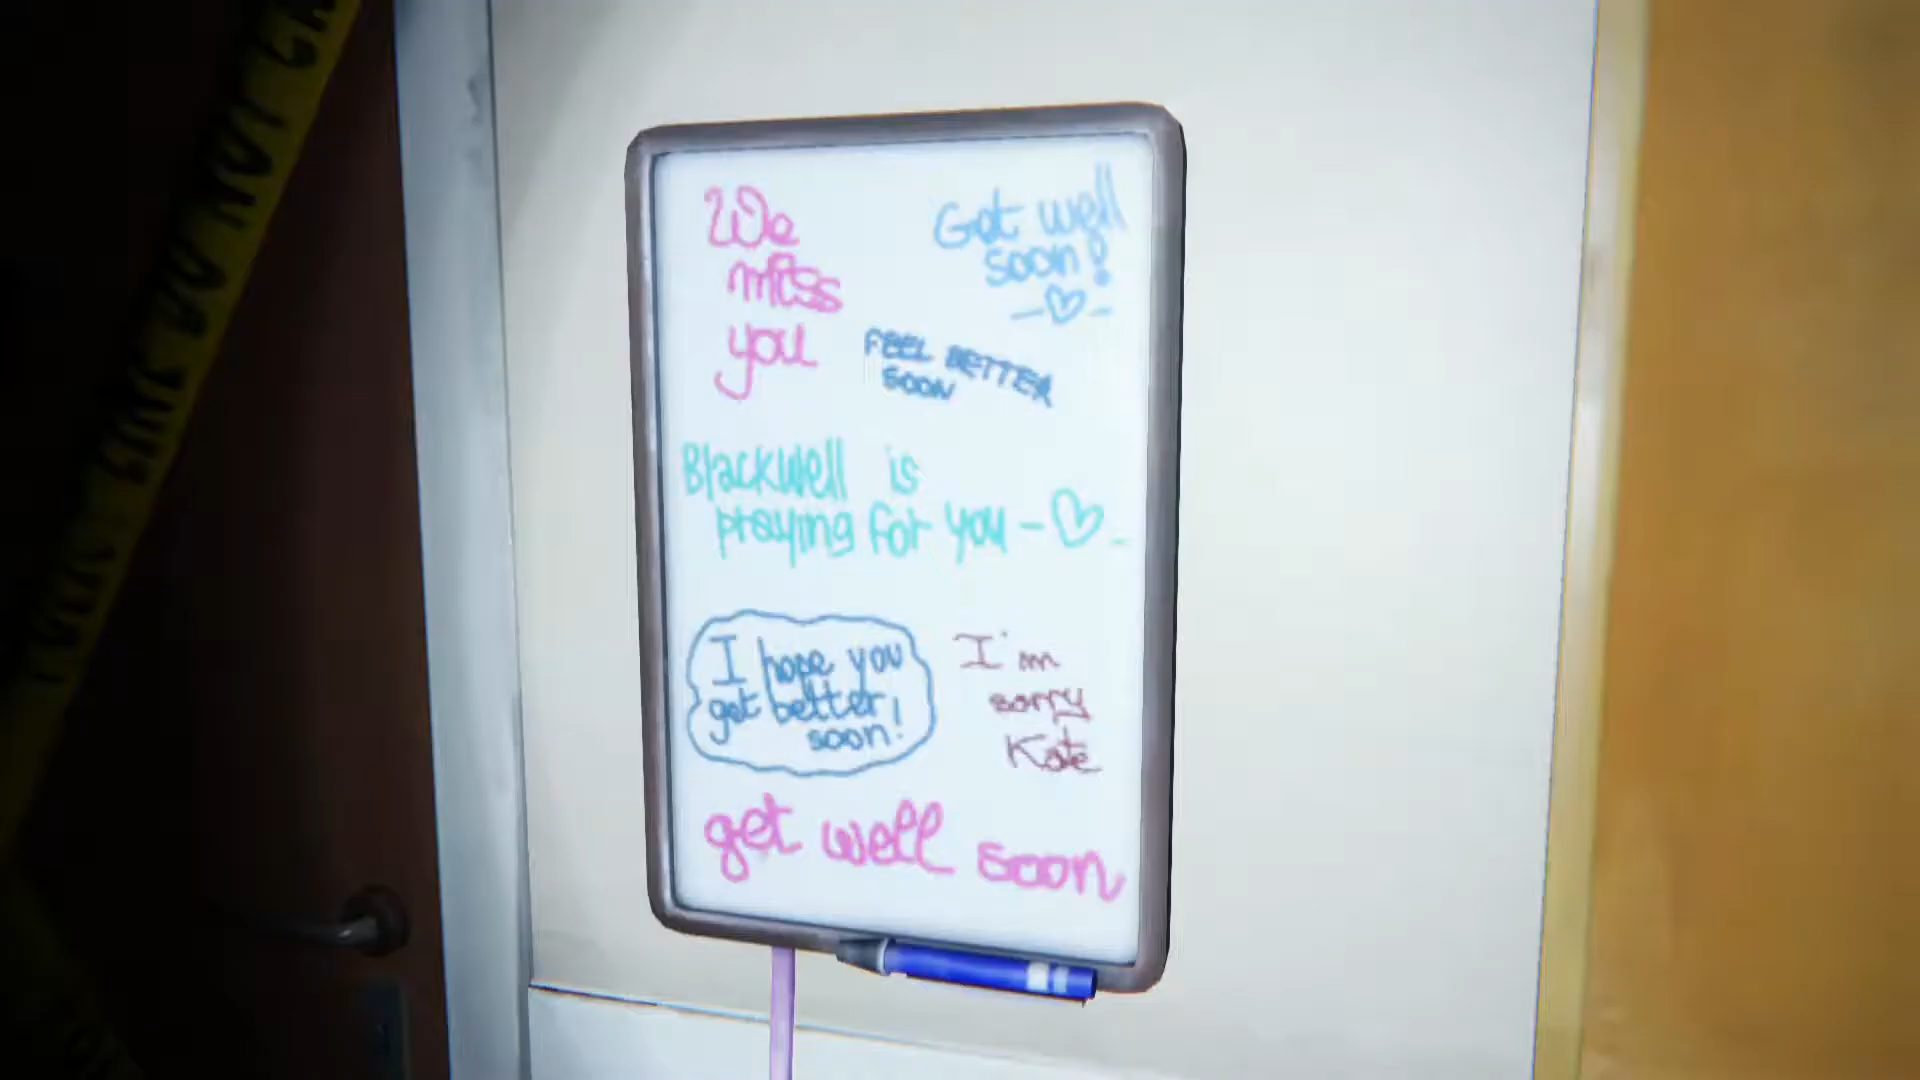 We
miss
you
Get well
soon!
FEEL BETTER
SOON
Blackwell is
praying for you
I hope you
get better!
soon!
I'm
sorry
Kate
get well soon